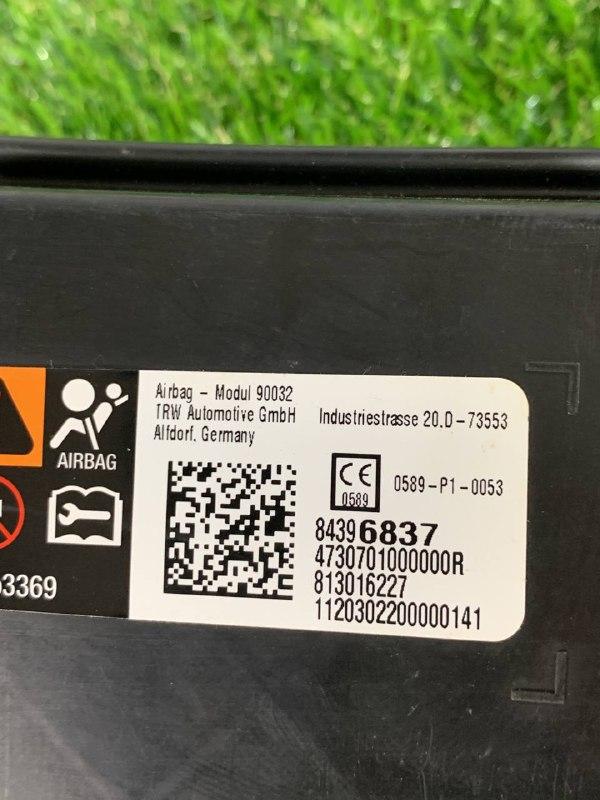 Airbag - Modul 90032
TRW Automotive GmbH
Industriestrasse 20.D-73553
Alfdorf. Germany
AIRBAG
CE
0589
0589-P1-0053
84396837
4730701000000R
813016227
1120302200000141
3369